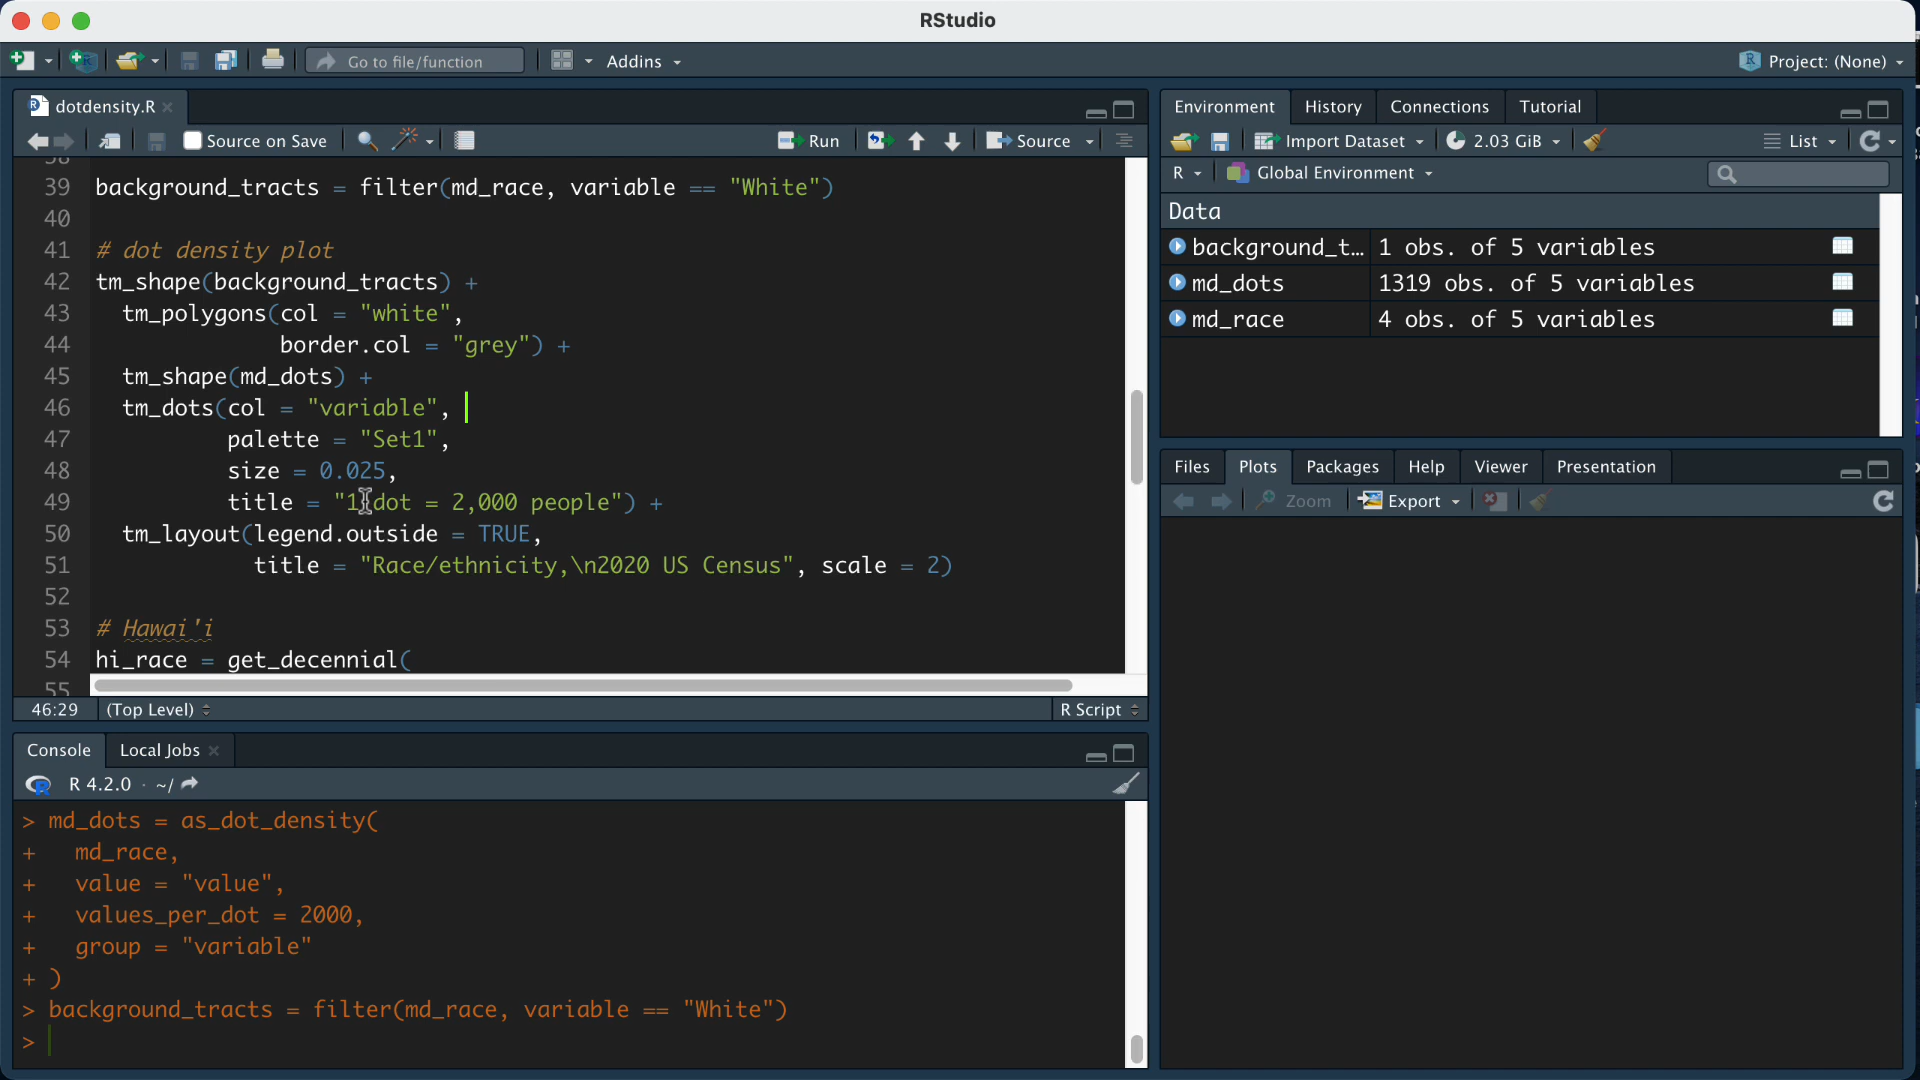 RStudio
Go to file/function
Addins
Project: (None)
dotdensity.R
Source on Save
Run
Source
38
39 background_tracts = filter(md_race, variable == "White")
40
41 # dot density plot
42 tm_shape(background_tracts) +
43 tm_polygons(col = "white",
44 border.col = "grey") +
45 tm_shape(md_dots) +
46 tm_dots(col = "variable",
47 palette = "Set1",
48 size = 0.025,
49 title = "1 dot = 2,000 people") +
50 tm_layout(legend.outside = TRUE,
51 title = "Race/ethnicity,\n2020 US Census", scale = 2)
52
53 # Hawai'i
54 hi_race = get_decennial(
55
46:29 (Top Level) R Script
Console Local Jobs
R 4.2.0 · ~/
> md_dots = as_dot_density(
+ md_race,
+ value = "value",
+ values_per_dot = 2000,
+ group = "variable"
+ )
> background_tracts = filter(md_race, variable == "White")
>
Environment History Connections Tutorial
Import Dataset 2.03 GiB List
R Global Environment
Data
background_t… 1 obs. of 5 variables
md_dots 1319 obs. of 5 variables
md_race 4 obs. of 5 variables
Files Plots Packages Help Viewer Presentation
Zoom Export